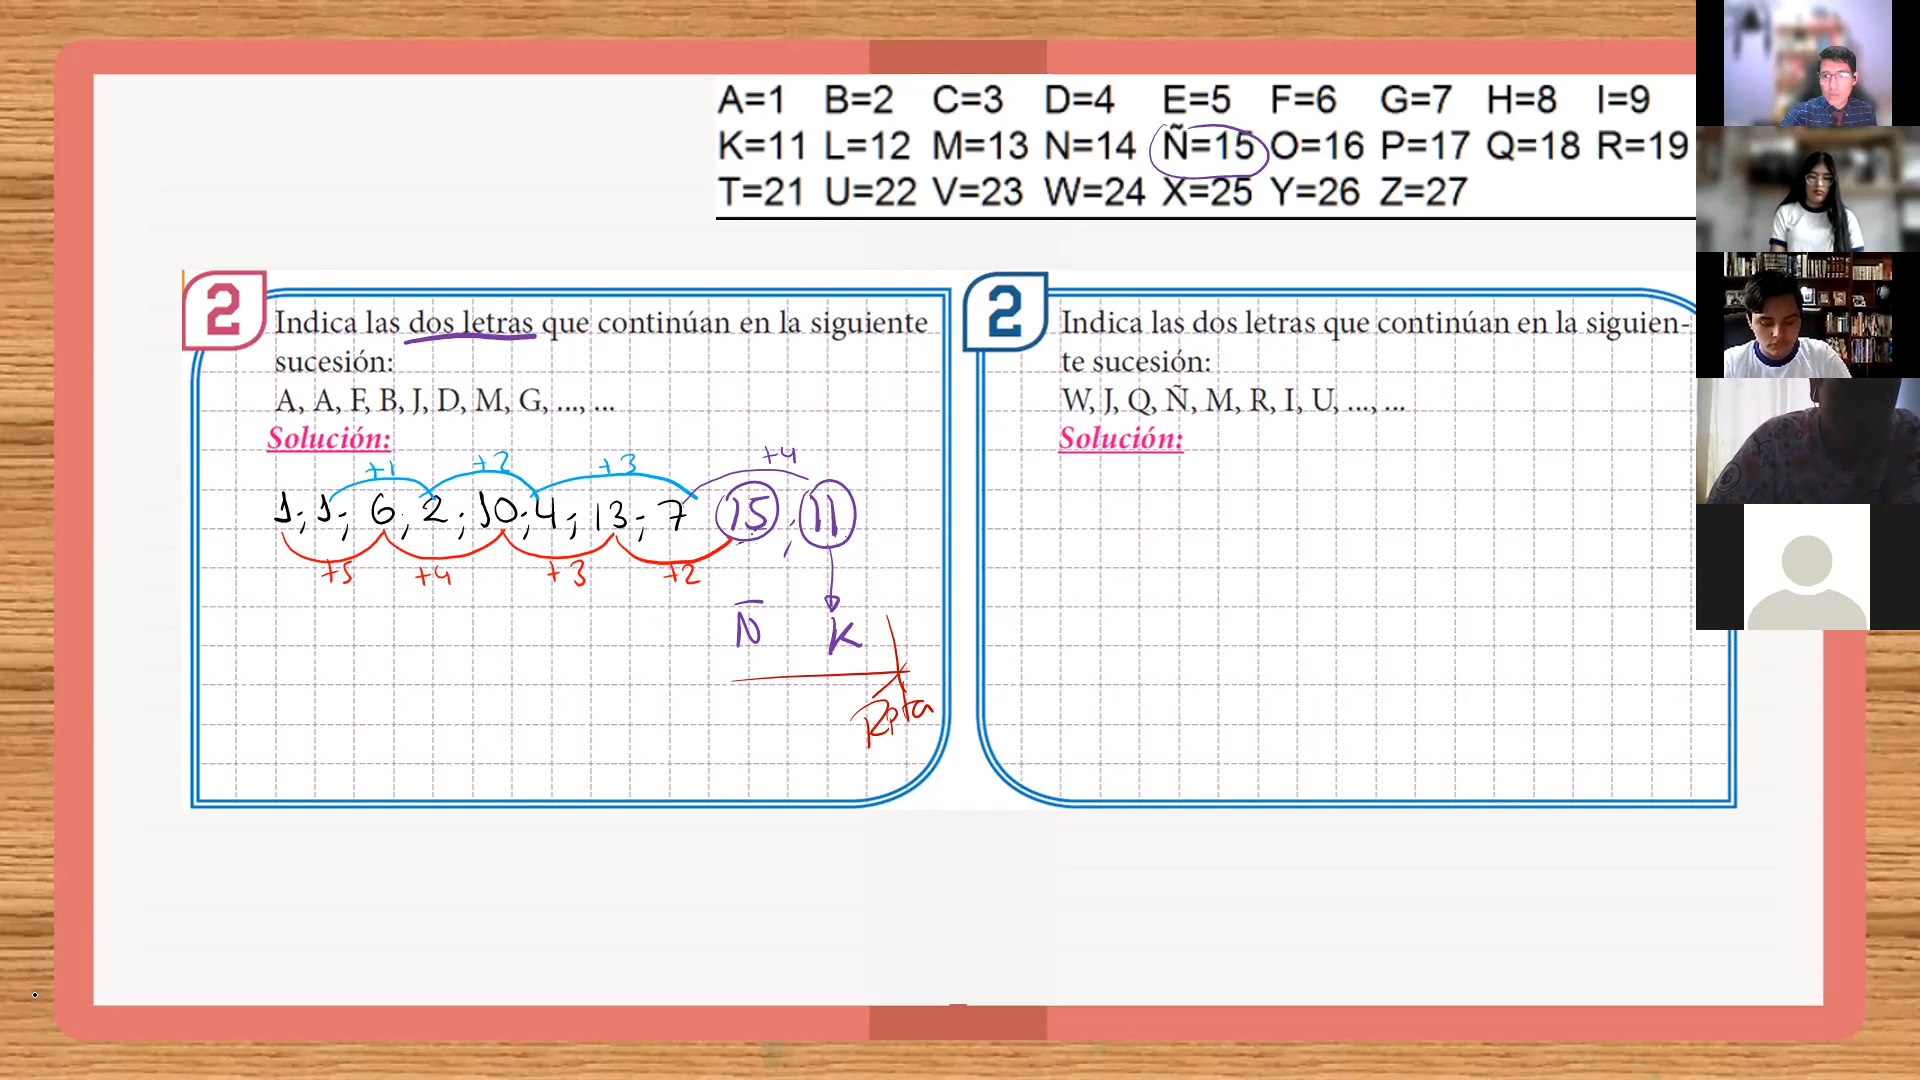 A=1 B=2 C=3 D=4 E=5 F=6 G=7 H=8 I=9
K=11 L=12 M=13 N=14 Ñ=15 O=16 P=17 Q=18 R=19
T=21 U=22 V=23 W=24 X=25 Y=26 Z=27
2
Indica las dos letras que continúan en la siguiente
sucesión:
A, A, F, B, J, D, M, G, ..., ...
Solución:
+1 +2 +3 +4
1; 1; 6; 2; 10; 4; 13; 7 15; 11
+5 +4 +3 +2
Ñ K
Rpta
2
Indica las dos letras que continúan en la siguien-
te sucesión:
W, J, Q, Ñ, M, R, I, U, ..., ...
Solución: